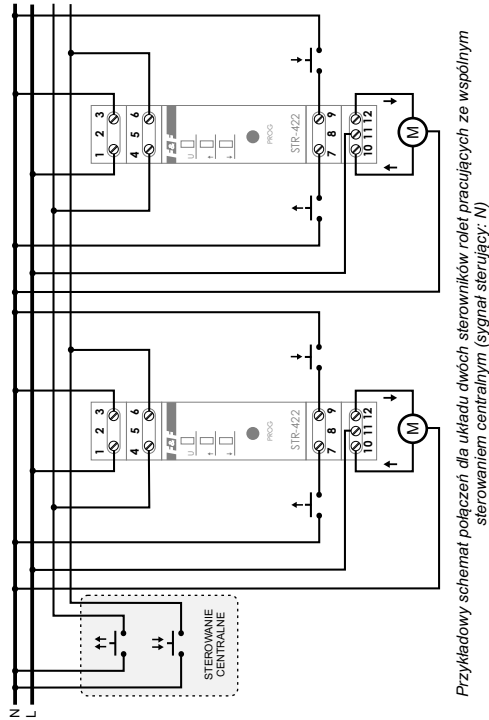 N
L
STEROWANIE
CENTRALNE
1 2 3
4 5 6
F&F
U
↑
↓
PROG
STR-422
7 8 9
10 11 12
M
1 2 3
4 5 6
F&F
U
↑
↓
PROG
STR-422
7 8 9
10 11 12
M
Przykładowy schemat połączeń dla układu dwóch sterowników rolet pracujących ze wspólnym
sterowaniem centralnym (sygnał sterujący: N)